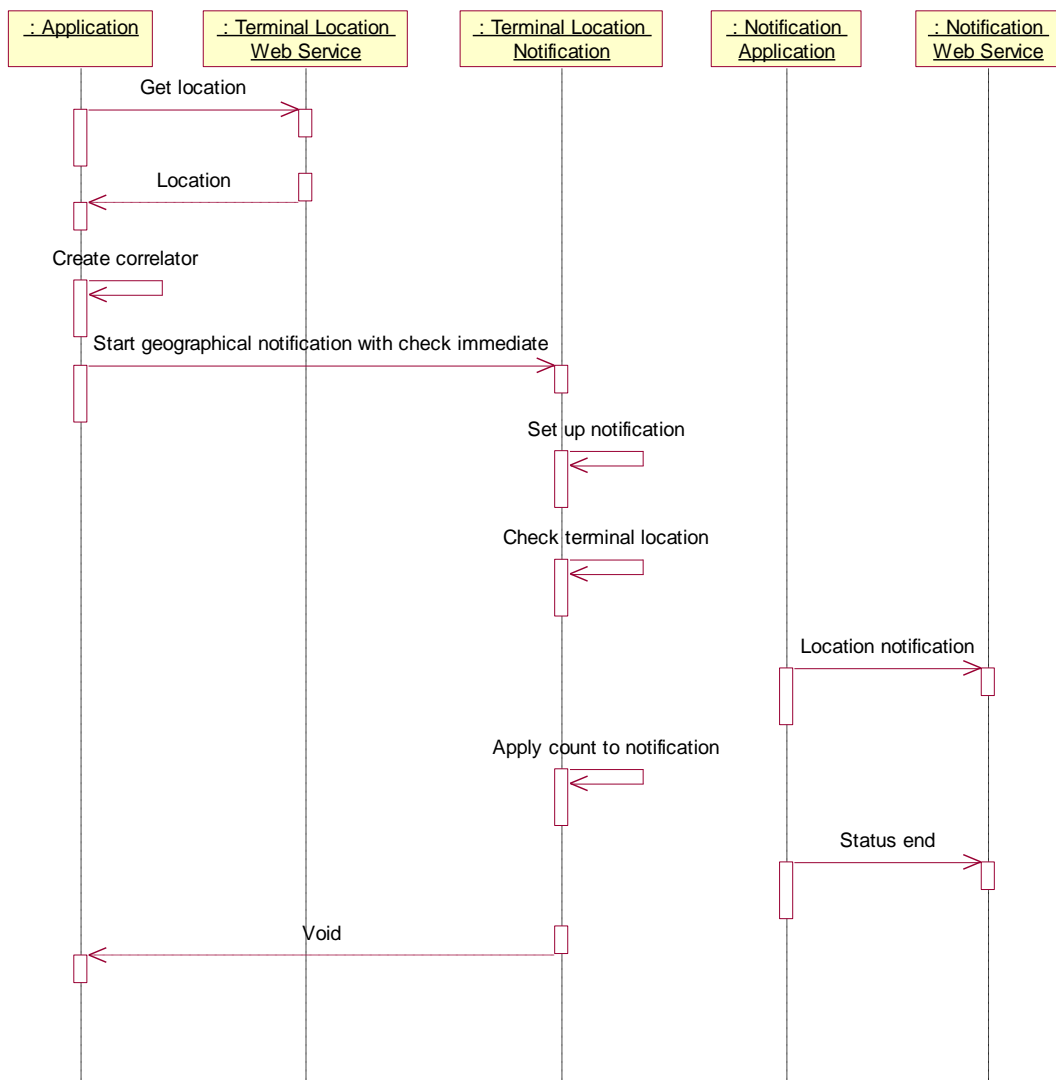 : Application
: Terminal Location
Web Service
: Terminal Location
Notification
: Notification
Application
: Notification
Web Service
Get location
Location
Create correlator
Start geographical notification with check immediate
Set up notification
Check terminal location
Location notification
Apply count to notification
Status end
Void